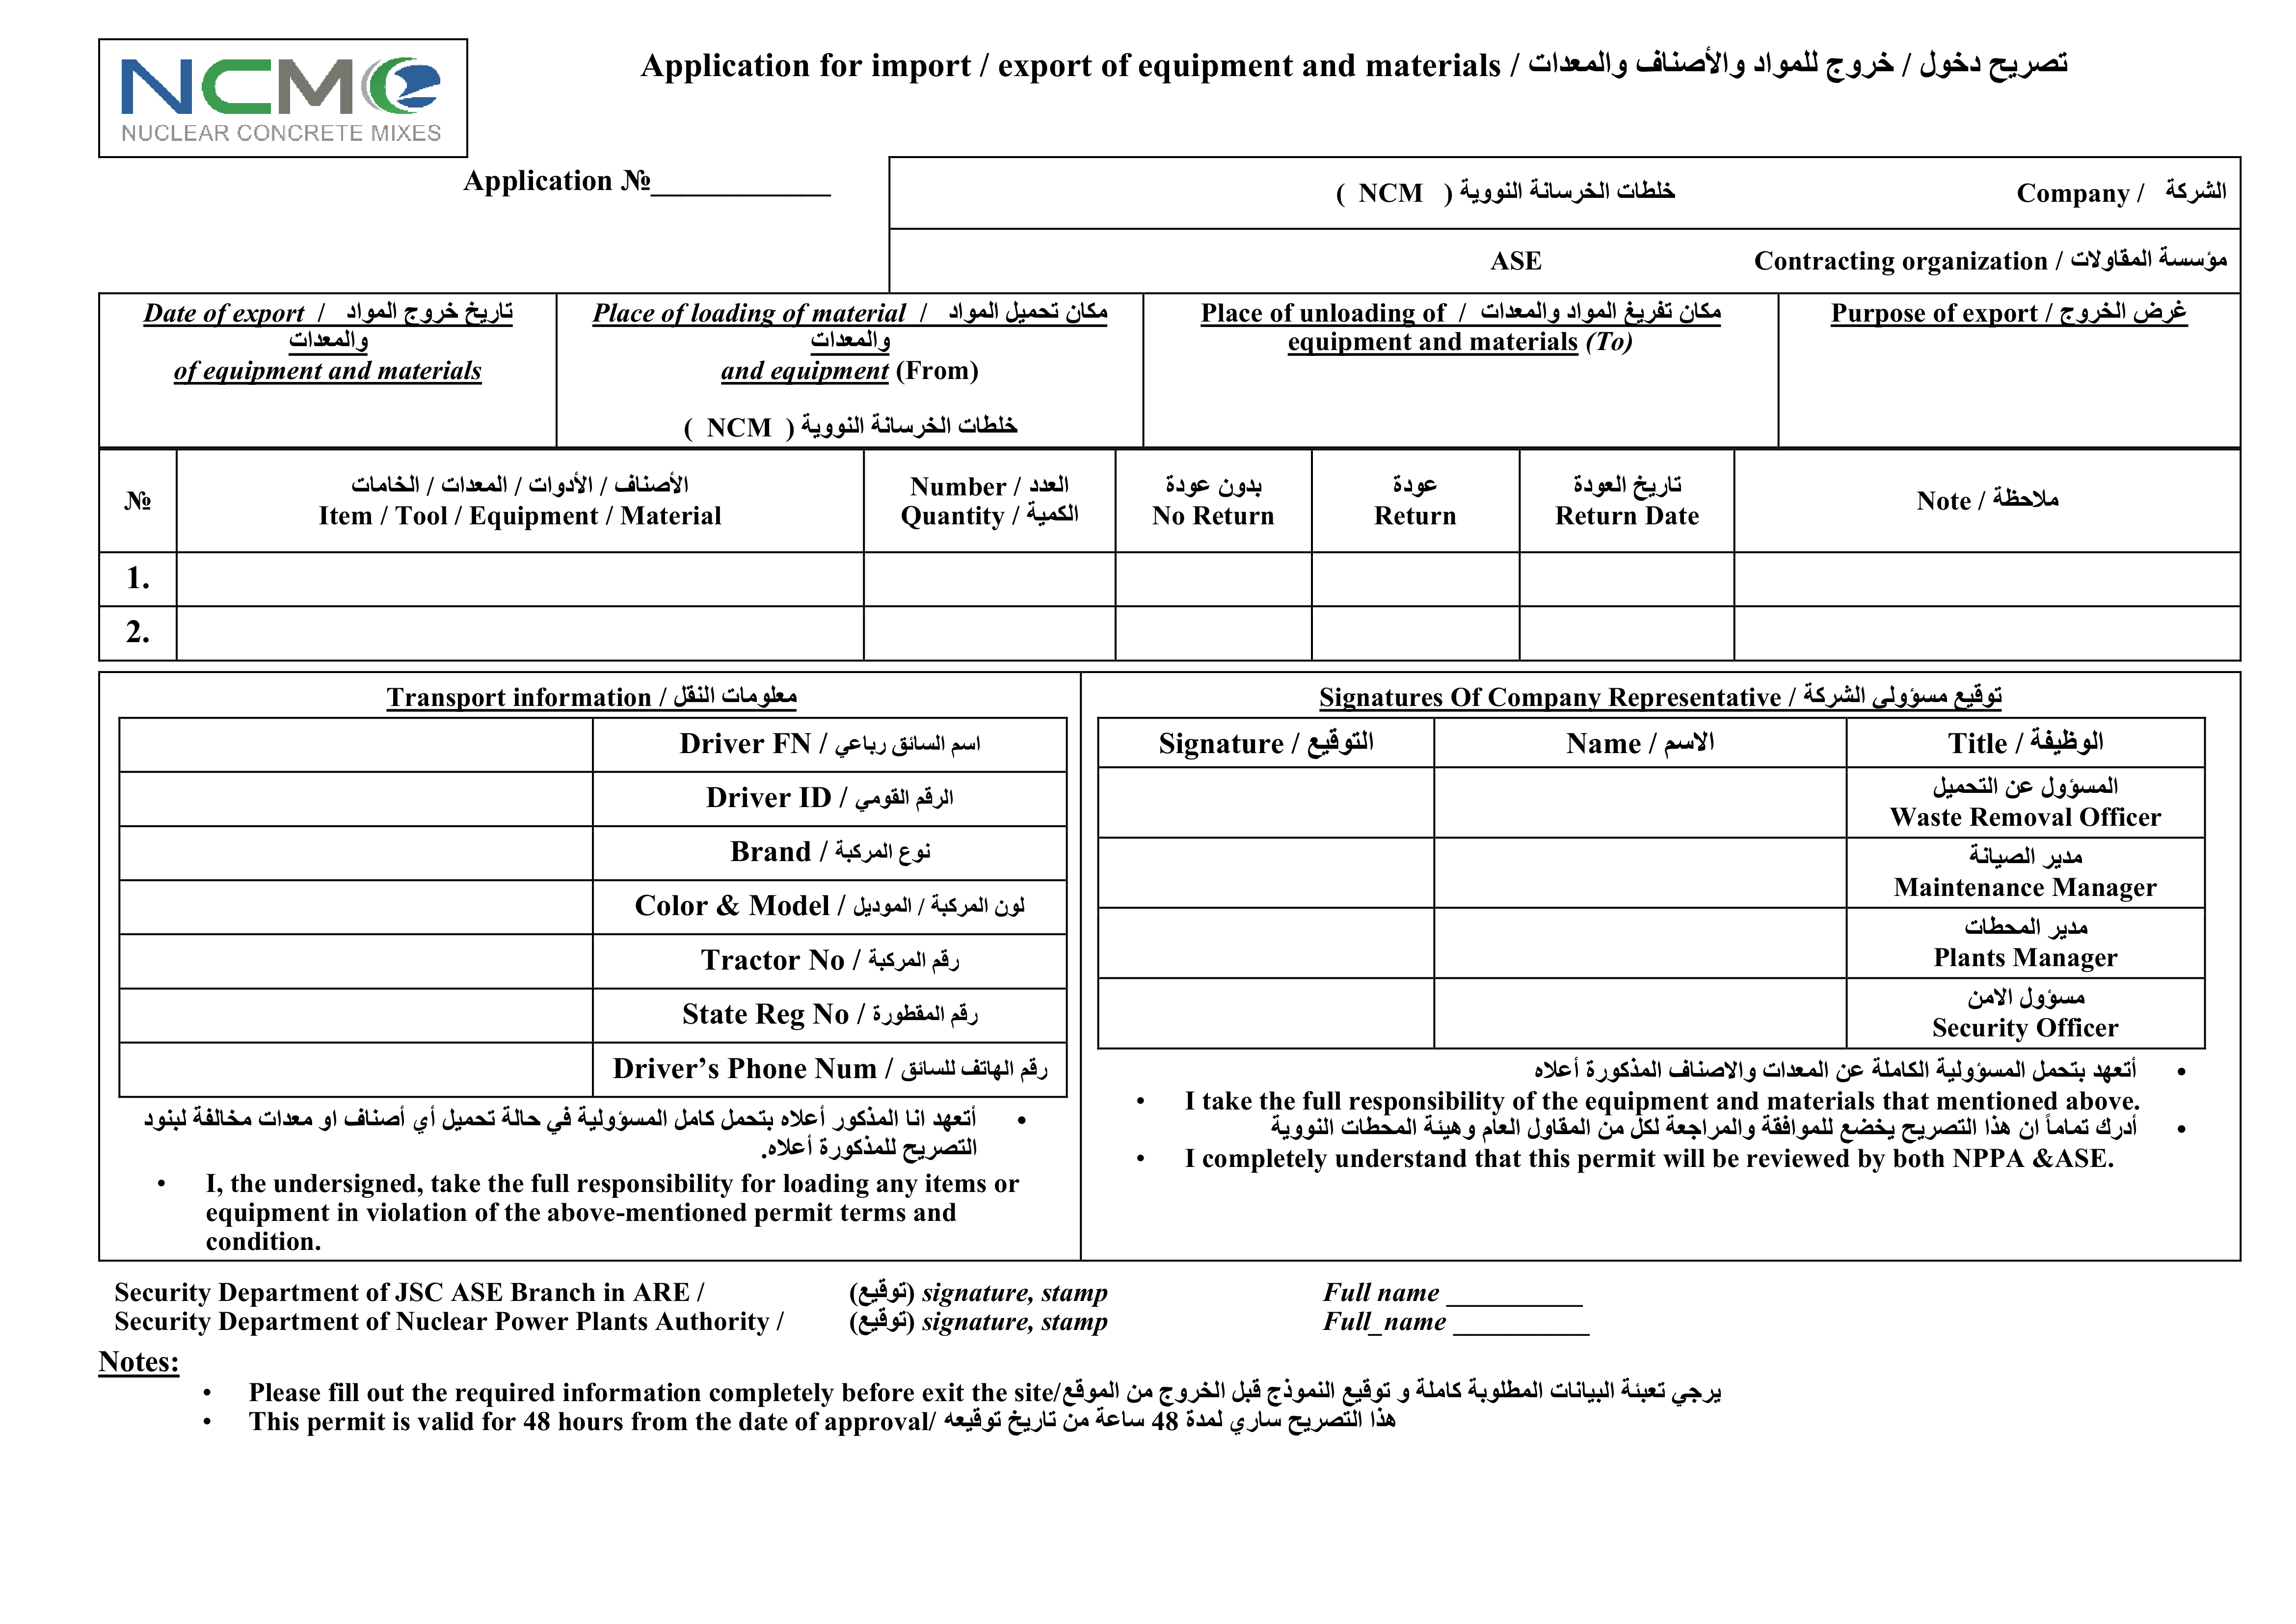 NCM
NUCLEAR CONCRETE MIXES
Application for import / export of equipment and materials / تصريح دخول / خروج للمواد والأصناف والمعدات
Application №____________
Company / الشركة خلطات الخرسانة النووية ( NCM )
Contracting organization / مؤسسة المقاولات ASE
Date of export / تاريخ خروج المواد
والمعدات
of equipment and materials
Place of loading of material / مكان تحميل المواد
والمعدات
and equipment (From)
خلطات الخرسانة النووية ( NCM )
Place of unloading of / مكان تفريغ المواد والمعدات
equipment and materials (To)
Purpose of export / غرض الخروج
№
الأصناف / الأدوات / المعدات / الخامات
Item / Tool / Equipment / Material
Number / العدد
Quantity / الكمية
بدون عودة
No Return
عودة
Return
تاريخ العودة
Return Date
Note / ملاحظة
1.
2.
Transport information / معلومات النقل
Driver FN / اسم السائق رباعي
Driver ID / الرقم القومي
Brand / نوع المركبة
Color & Model / لون المركبة / الموديل
Tractor No / رقم المركبة
State Reg No / رقم المقطورة
Driver’s Phone Num / رقم الهاتف للسائق
• أتعهد انا المذكور أعلاه بتحمل كامل المسؤولية في حالة تحميل أي أصناف او معدات مخالفة لبنود
التصريح للمذكورة أعلاه.
• I, the undersigned, take the full responsibility for loading any items or
equipment in violation of the above-mentioned permit terms and
condition.
Signatures Of Company Representative / توقيع مسؤولي الشركة
Signature / التوقيع
Name / الاسم
Title / الوظيفة
المسؤول عن التحميل
Waste Removal Officer
مدير الصيانة
Maintenance Manager
مدير المحطات
Plants Manager
مسؤول الامن
Security Officer
• أتعهد بتحمل المسؤولية الكاملة عن المعدات والاصناف المذكورة أعلاه
• I take the full responsibility of the equipment and materials that mentioned above.
• أدرك تماماً ان هذا التصريح يخضع للموافقة والمراجعة لكل من المقاول العام وهيئة المحطات النووية
• I completely understand that this permit will be reviewed by both NPPA &ASE.
Security Department of JSC ASE Branch in ARE / (توقيع) signature, stamp Full name __________
Security Department of Nuclear Power Plants Authority / (توقيع) signature, stamp Full_name __________
Notes:
• Please fill out the required information completely before exit the site/يرجي تعبئة البيانات المطلوبة كاملة و توقيع النموذج قبل الخروج من الموقع
• This permit is valid for 48 hours from the date of approval/ هذا التصريح ساري لمدة 48 ساعة من تاريخ توقيعه